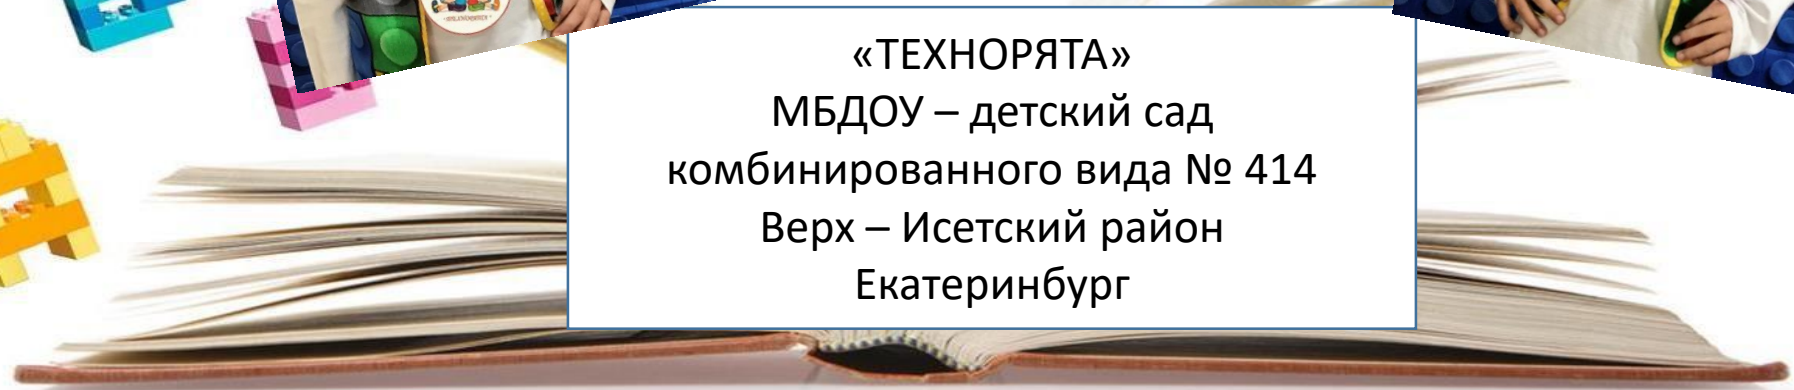 «ТЕХНОРЯТА»
МБДОУ – детский сад
комбинированного вида № 414
Верх – Исетский район
Екатеринбург